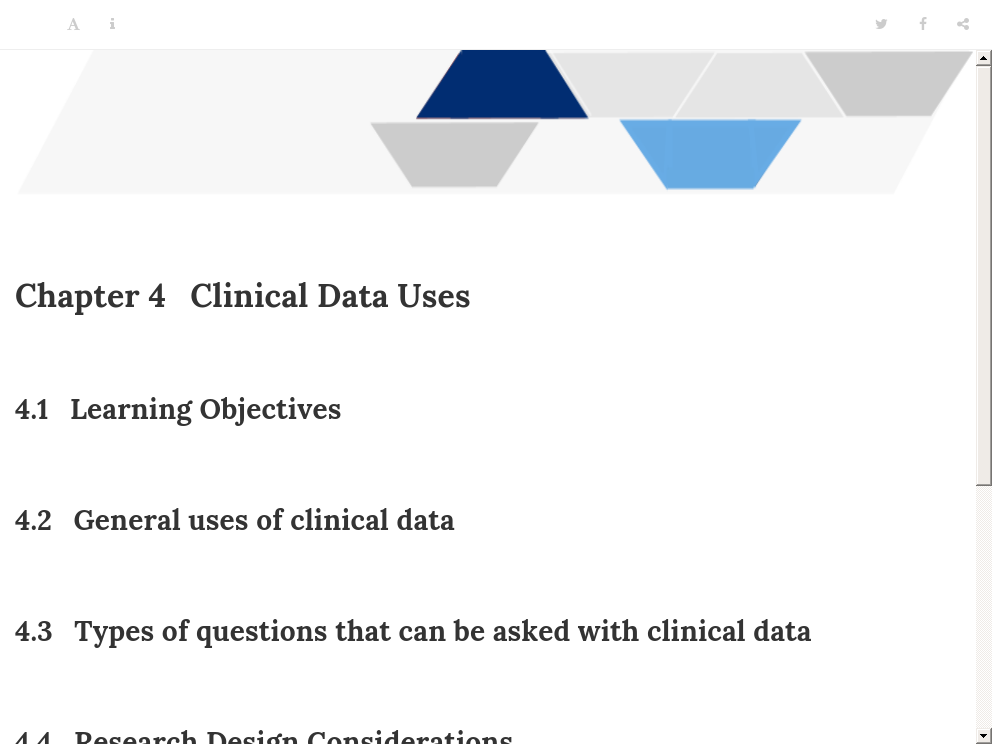 A i
Chapter 4 Clinical Data Uses
4.1 Learning Objectives
4.2 General uses of clinical data
4.3 Types of questions that can be asked with clinical data
4.4 Research Design Considerations